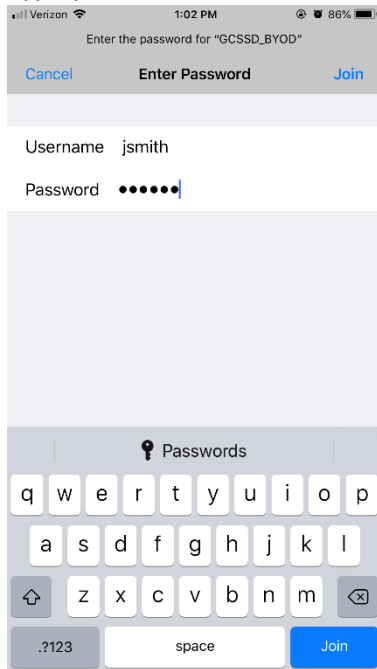 Verizon 1:02 PM 86%
Enter the password for “GCSSD_BYOD”
Cancel Enter Password Join
Username jsmith
Password ••••••
Passwords
q w e r t y u i o p
a s d f g h j k l
z x c v b n m
.?123 space Join